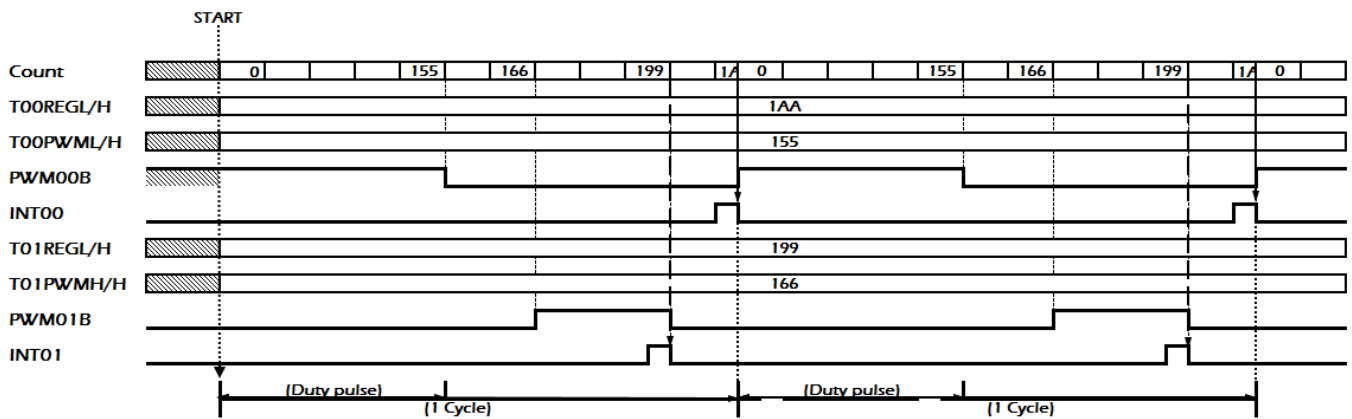 START
Count 0 155 166 199 1A 0 155 166 199 1A 0
T00REGL/H 1AA
T00PWML/H 155
PWM00B
INT00
T01REGL/H 199
T01PWMH/H 166
PWM01B
INT01
(Duty pulse) (Duty pulse)
(1 Cycle) (1 Cycle)